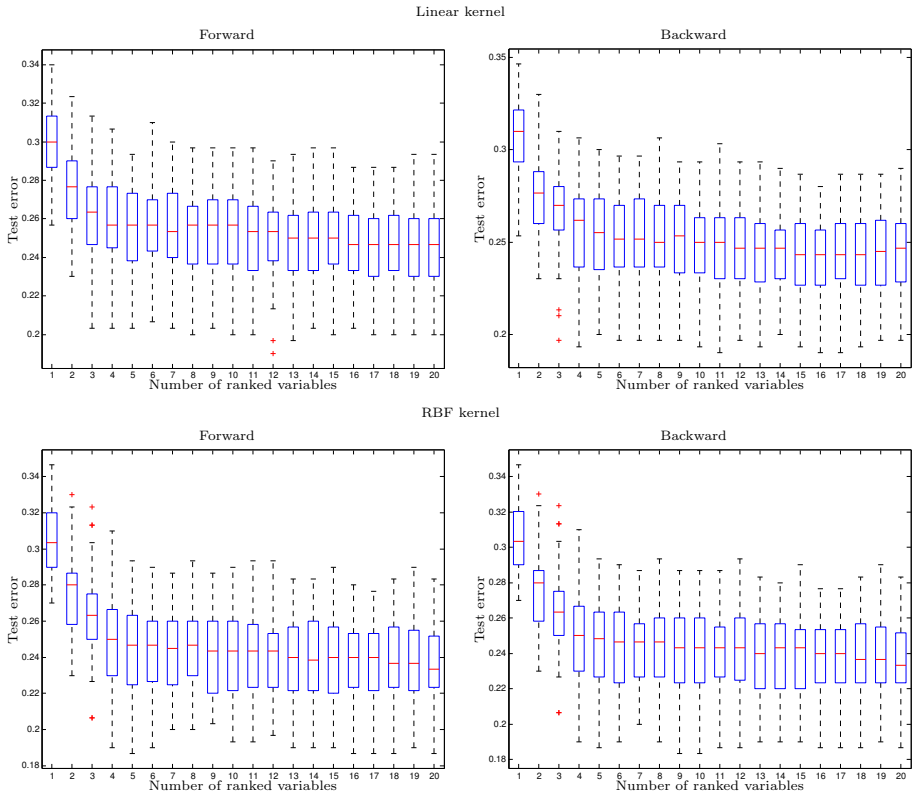 Linear kernel
Forward
Backward
0.34
0.32
0.3
0.28
0.26
0.24
0.22
0.2
Test error
1 2 3 4 5 6 7 8 9 10 11 12 13 14 15 16 17 18 19 20
Number of ranked variables
0.35
0.3
0.25
0.2
Test error
1 2 3 4 5 6 7 8 9 10 11 12 13 14 15 16 17 18 19 20
Number of ranked variables
RBF kernel
Forward
Backward
0.34
0.32
0.3
0.28
0.26
0.24
0.22
0.2
0.18
Test error
1 2 3 4 5 6 7 8 9 10 11 12 13 14 15 16 17 18 19 20
Number of ranked variables
0.34
0.32
0.3
0.28
0.26
0.24
0.22
0.2
0.18
Test error
1 2 3 4 5 6 7 8 9 10 11 12 13 14 15 16 17 18 19 20
Number of ranked variables